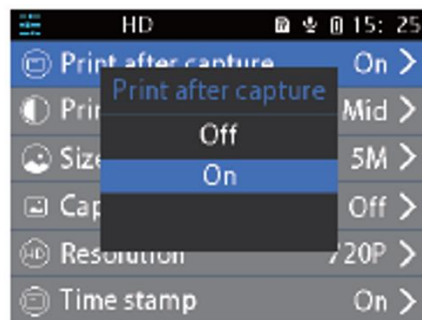 HD 15: 25
Print after capture On
Print after capture
Mid
Off
5M
On
Off
Resolution 720P
Time stamp On